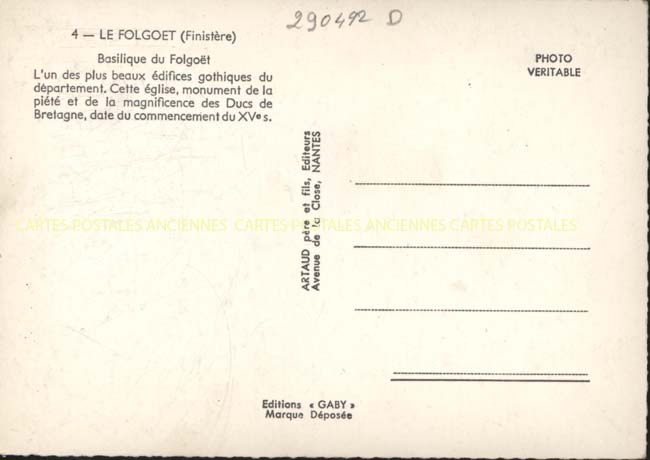 290492 D
4 — LE FOLGOET (Finistère)
Basilique du Folgoët
L'un des plus beaux édifices gothiques du
département. Cette église, monument de la
piété et de la magnificence des Ducs de
Bretagne, date du commencement du XVe s.
PHOTO
VERITABLE
ARTAUD père et fils, Editeurs
Avenue de la Close, NANTES
CARTES POSTALES ANCIENNES CARTES POSTALES ANCIENNES CARTES POSTALES
Editions « GABY »
Marque Déposée